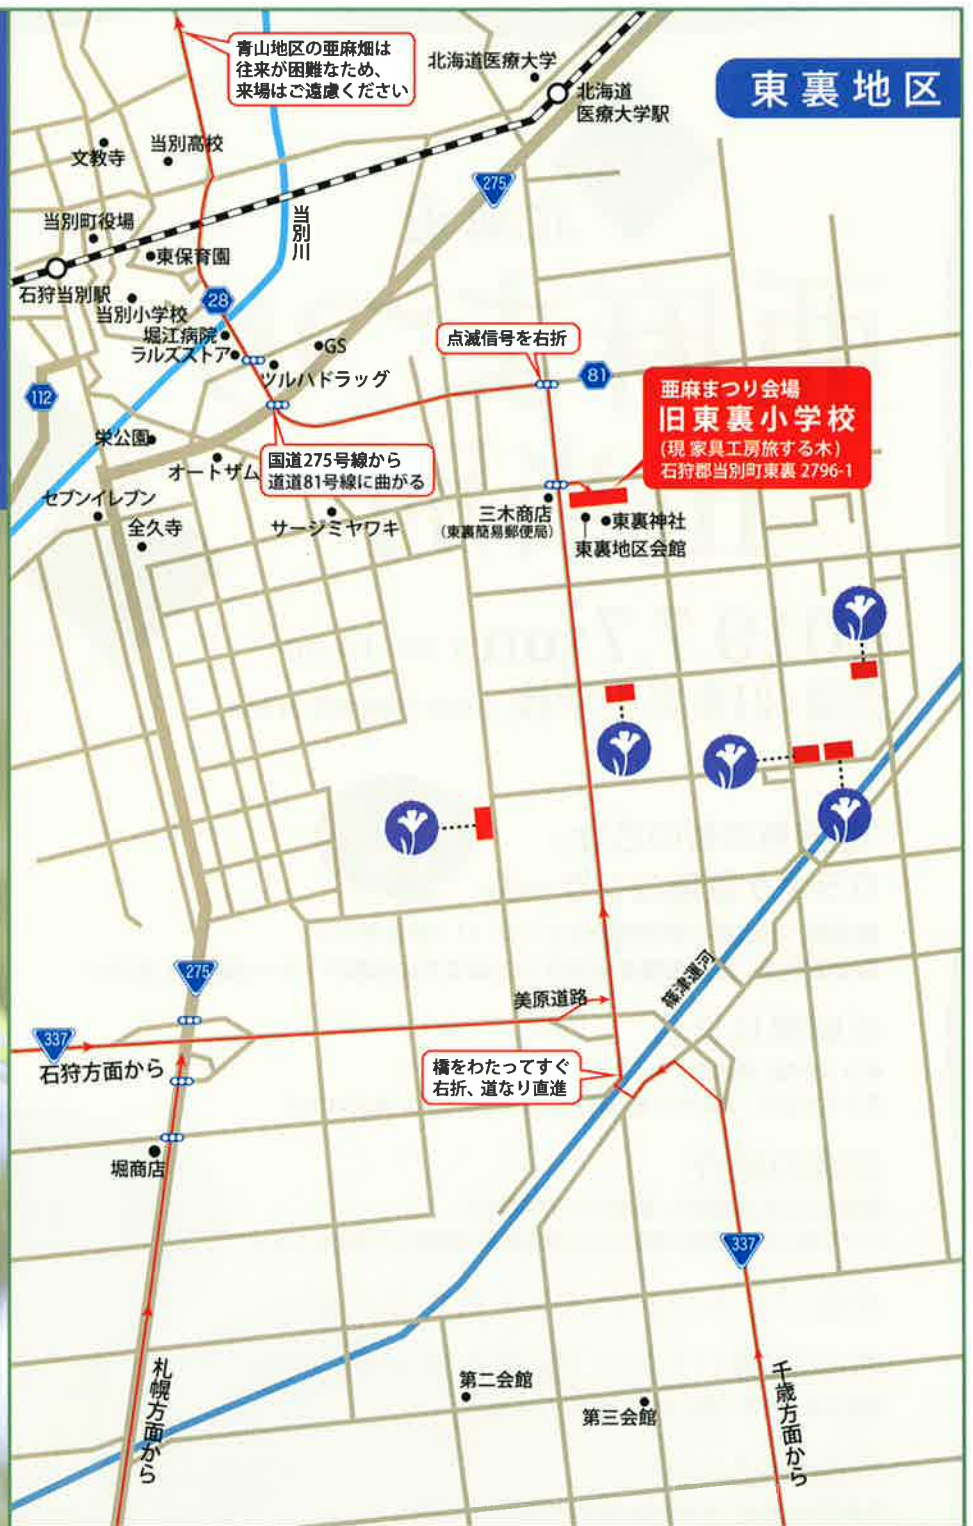 東裏地区
青山地区の亜麻畑は
往来が困難なため、
来場はご遠慮ください
北海道医療大学
北海道
医療大学駅
文教寺
当別高校
275
当別町役場
当別川
東保育園
石狩当別駅
28
当別小学校
堀江病院
ラルズストア
GS
ツルハドラッグ
点滅信号を右折
81
112
亜麻まつり会場
旧東裏小学校
(現 家具工房旅する木)
石狩郡当別町東裏 2796-1
栄公園
オートザム
国道275号線から
道道81号線に曲がる
セブンイレブン
全久寺
サージミヤワキ
三木商店
(東裏簡易郵便局)
東裏神社
東裏地区会館
275
篠津運河
美原道路
337
石狩方面から
橋をわたってすぐ
右折、道なり直進
堀商店
337
札幌方面から
第二会館
第三会館
千歳方面から